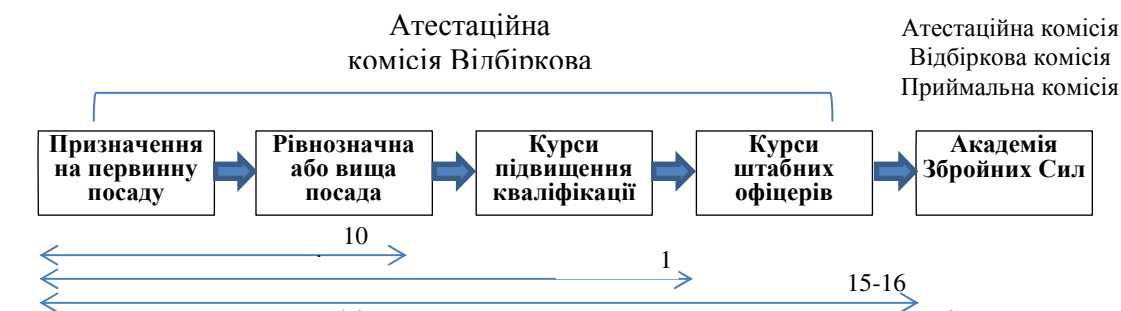 Атестаційна
комісія Відбіркова
Атестаційна комісія
Відбіркова комісія
Приймальна комісія
Призначення
на первинну
посаду
Рівнозначна
або вища
посада
Курси
підвищення
кваліфікації
Курси
штабних
офіцерів
Академія
Збройних Сил
10
1
15-16